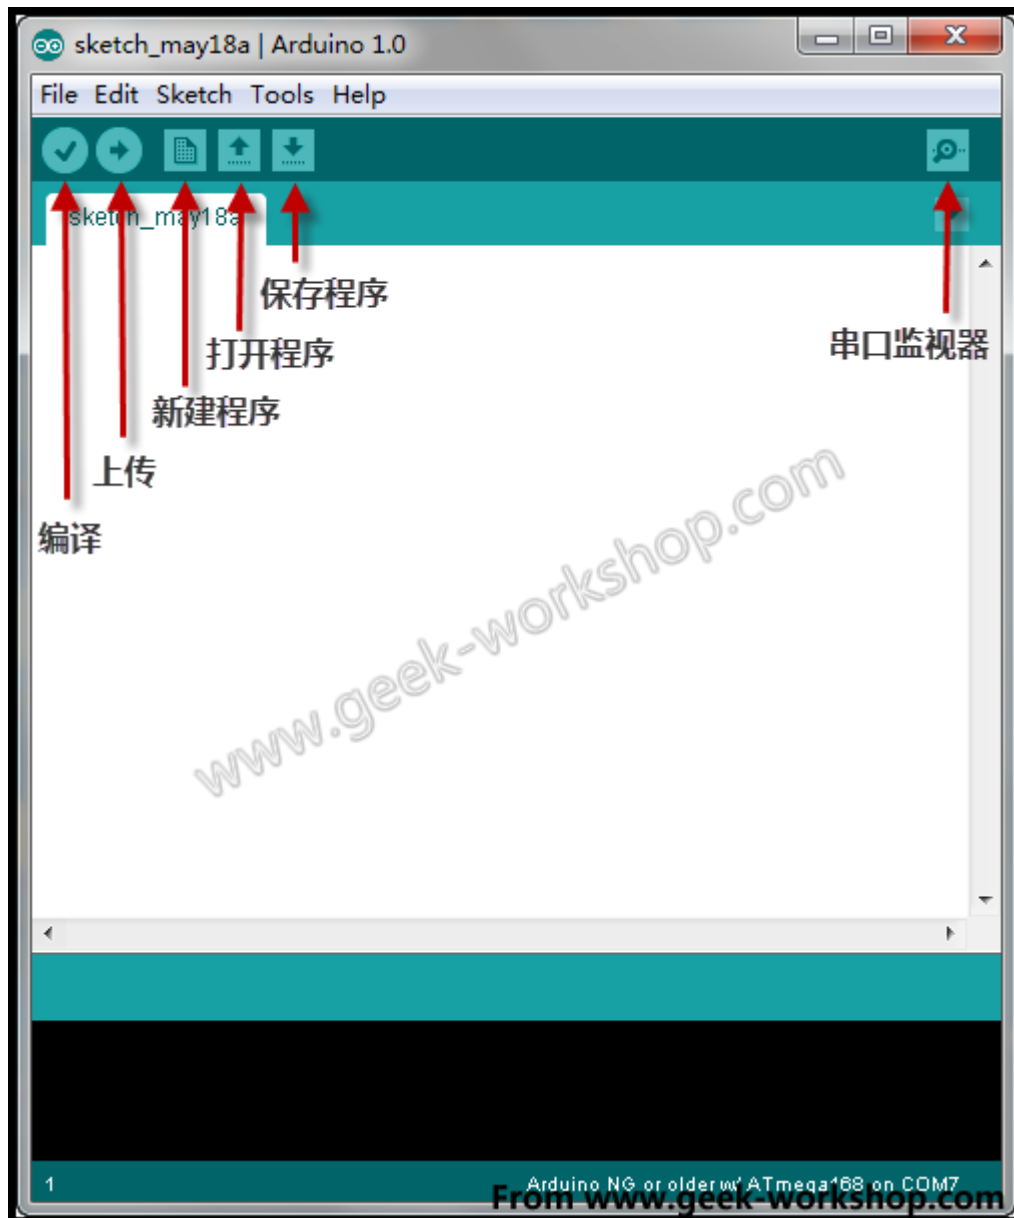 sketch_may18a | Arduino 1.0
File Edit Sketch Tools Help
sketch_may18a
保存程序
打开程序
串口监视器
新建程序
上传
编译
www.geek-workshop.com
1
Arduino NG or older w/ ATmega168 on COM7
From www.geek-workshop.com